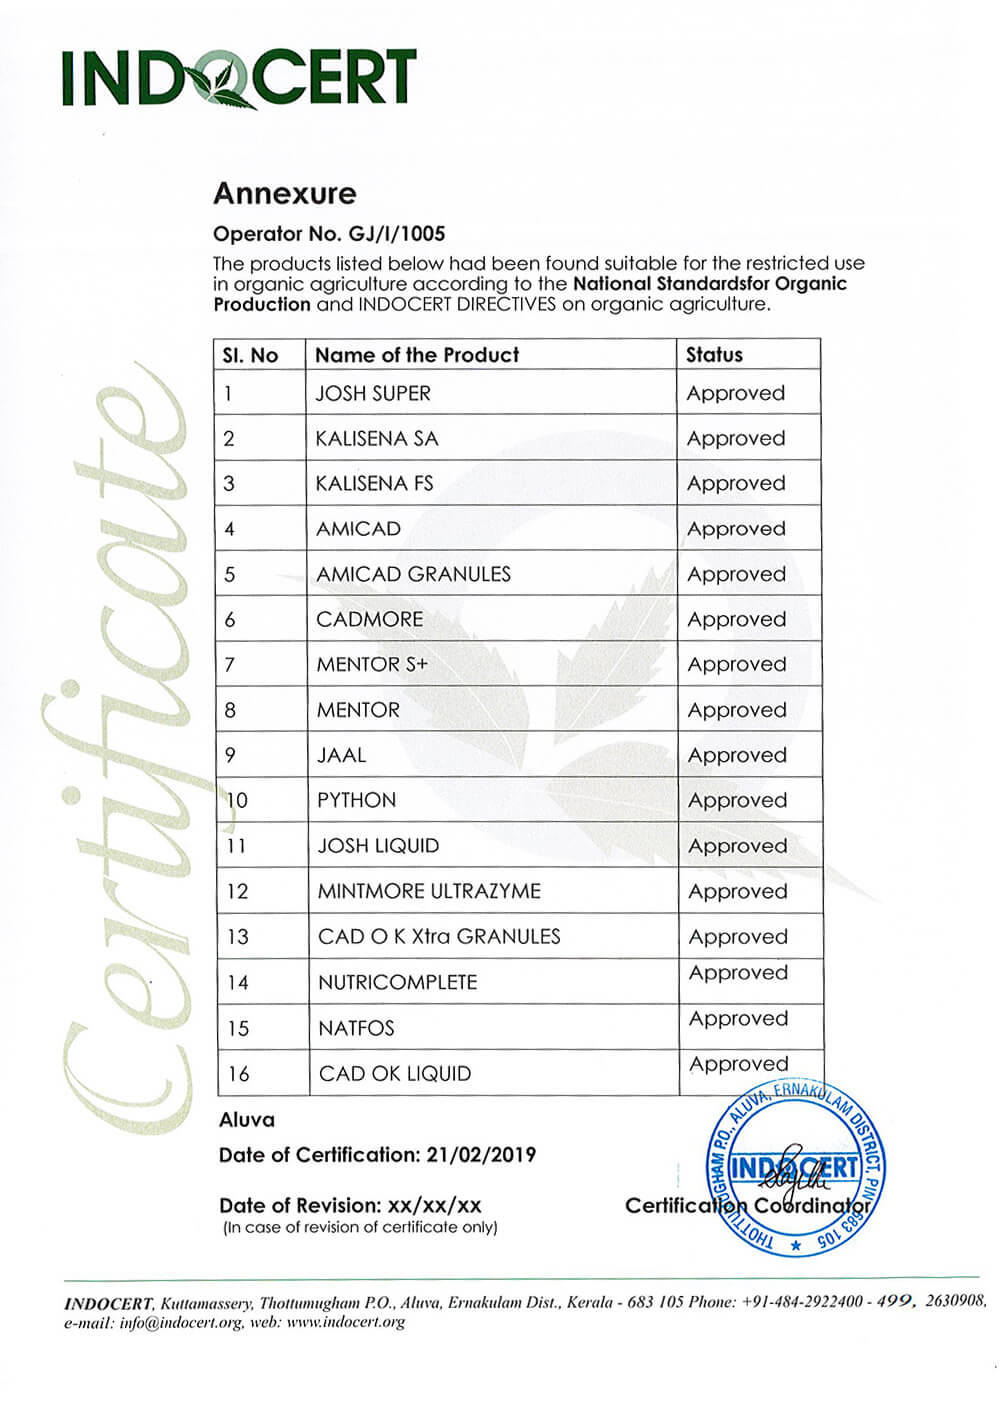 INDOCERT
Annexure
Operator No. GJ/I/1005
The products listed below had been found suitable for the restricted use
in organic agriculture according to the National Standardsfor Organic
Production and INDOCERT DIRECTIVES on organic agriculture.
Sl. No Name of the Product Status
1 JOSH SUPER Approved
2 KALISENA SA Approved
3 KALISENA FS Approved
4 AMICAD Approved
5 AMICAD GRANULES Approved
6 CADMORE Approved
7 MENTOR S+ Approved
8 MENTOR Approved
9 JAAL Approved
10 PYTHON Approved
11 JOSH LIQUID Approved
12 MINTMORE ULTRAZYME Approved
13 CAD O K Xtra GRANULES Approved
14 NUTRICOMPLETE Approved
15 NATFOS Approved
16 CAD OK LIQUID Approved
Certificate
Aluva
Date of Certification: 21/02/2019
Date of Revision: xx/xx/xx
(In case of revision of certificate only)
THOTTUMUGHAM P.O., ALUVA, ERNAKULAM DISTRICT, PIN 683 105
INDOCERT
Certification Coordinator
INDOCERT, Kuttamassery, Thottumugham P.O., Aluva, Ernakulam Dist., Kerala - 683 105 Phone: +91-484-2922400 - 499, 2630908,
e-mail: info@indocert.org, web: www.indocert.org